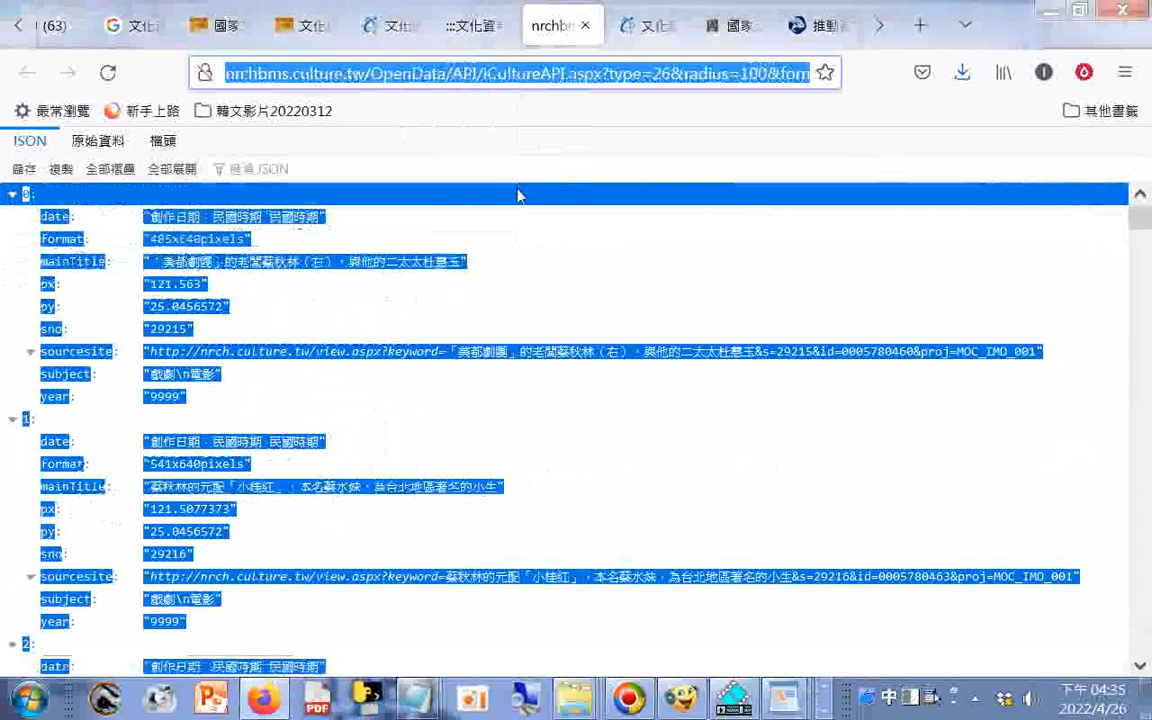 (63) 文化 國家 文化 文化 :::文化資 nrchb 文化 國家 推動
nrchbms.culture.tw/OpenData/API/ICultureAPI.aspx?type=26&radius=100&form
最常瀏覽 新手上路 韓文影片20220312 其他書籤
JSON 原始資料 檔頭
儲存 複製 全部摺疊 全部展開 過濾 JSON
0:
date: "創作日期：民國時期 民國時期"
format: "485x640pixels"
mainTitle: "「美都劇團」的老闆蔡秋林（右），與他的二太太杜慧玉"
px: "121.563"
py: "25.0456572"
sno: "29215"
sourcesite: "http://nrch.culture.tw/view.aspx?keyword=「美都劇團」的老闆蔡秋林（右），與他的二太太杜慧玉&s=29215&id=0005780460&proj=MOC_IMD_001"
subject: "戲劇\n電影"
year: "9999"
1:
date: "創作日期：民國時期 民國時期"
format: "541x640pixels"
mainTitle: "蔡秋林的元配「小桂紅」，本名蔡水妹，為台北地區著名的小生"
px: "121.5077373"
py: "25.0456572"
sno: "29216"
sourcesite: "http://nrch.culture.tw/view.aspx?keyword=蔡秋林的元配「小桂紅」，本名蔡水妹，為台北地區著名的小生&s=29216&id=0005780463&proj=MOC_IMD_001"
subject: "戲劇\n電影"
year: "9999"
2:
date: "創作日期：民國時期 民國時期"
中
下午 04:35
2022/4/26